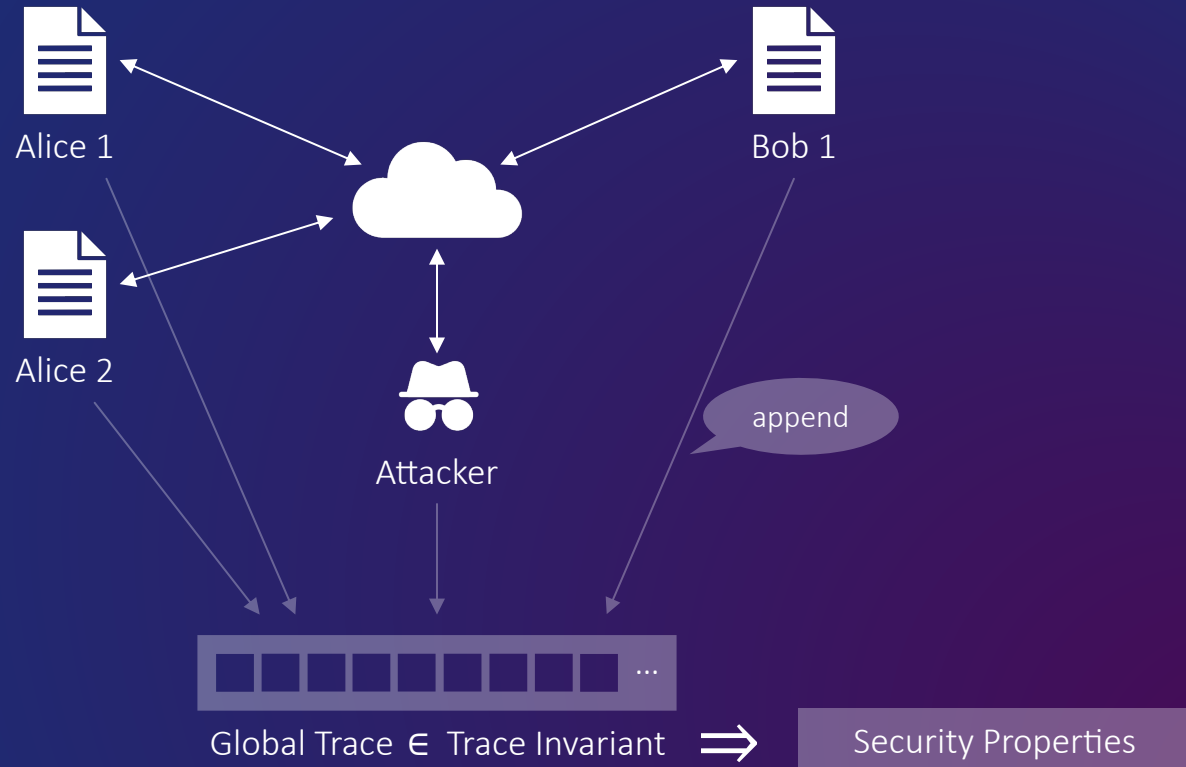 Alice 1
Bob 1
Alice 2
append
Attacker
...
Global Trace ∈ Trace Invariant ⇒ Security Properties